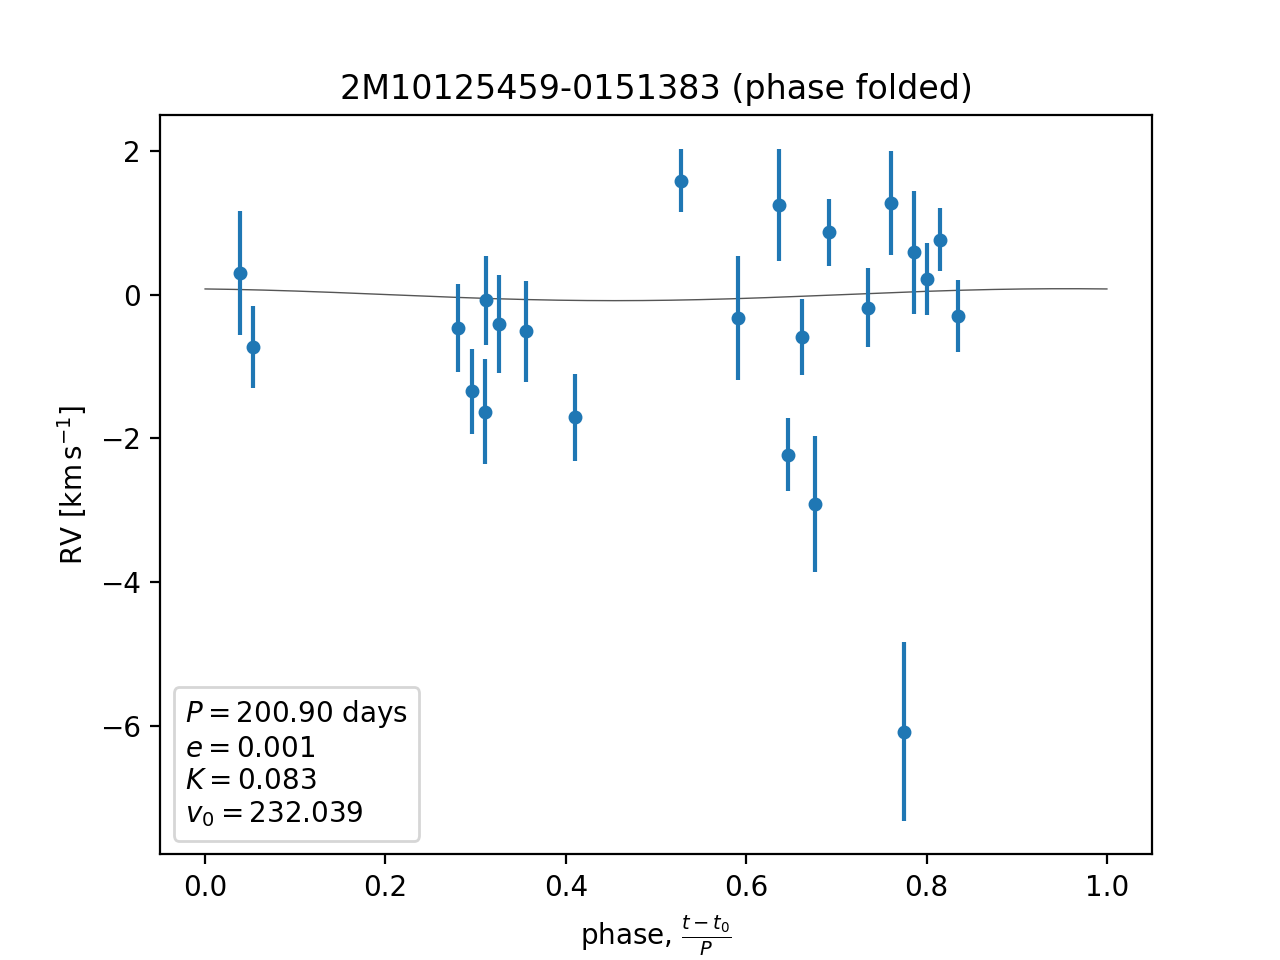 2M10125459-0151383 (phase folded)
RV [km s⁻¹]
2
0
−2
−4
−6
P = 200.90 days
e = 0.001
K = 0.083
v₀ = 232.039
0.0 0.2 0.4 0.6 0.8 1.0
phase, (t − t₀)/P